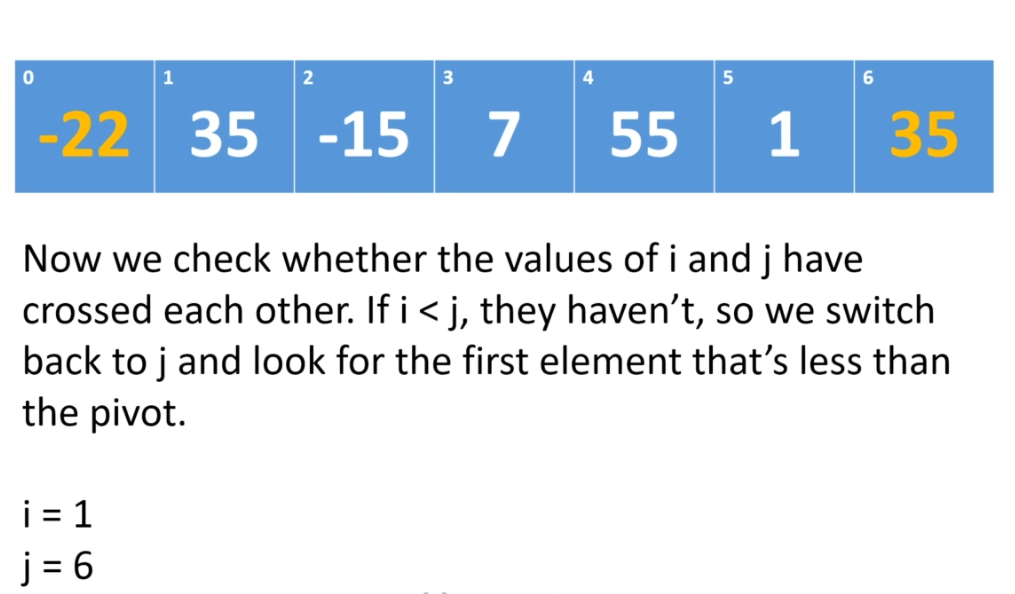 0 1 2 3 4 5 6
-22 35 -15 7 55 1 35
Now we check whether the values of i and j have
crossed each other. If i < j, they haven’t, so we switch
back to j and look for the first element that’s less than
the pivot.
i = 1
j = 6